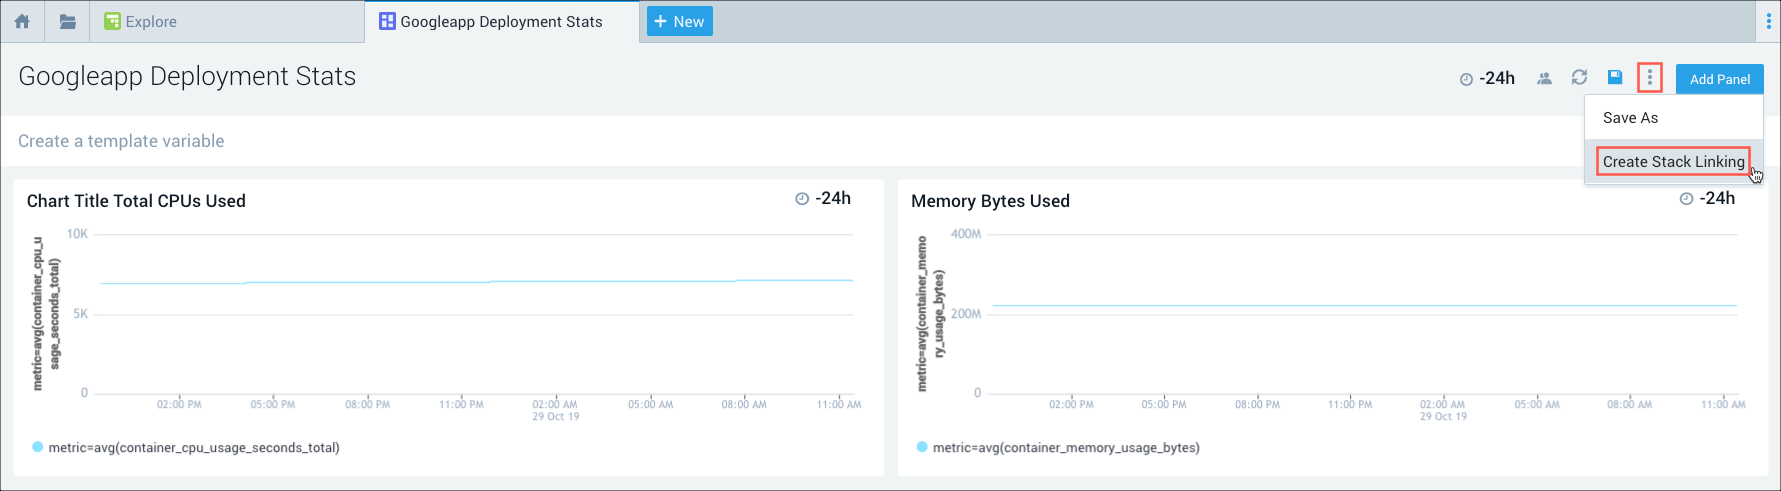 Explore
Googleapp Deployment Stats
+ New
Googleapp Deployment Stats
-24h
Add Panel
Save As
Create Stack Linking
Create a template variable
Chart Title Total CPUs Used
-24h
metric=avg(container_cpu_u
sage_seconds_total)
10K
5K
0
02:00 PM 05:00 PM 08:00 PM 11:00 PM 02:00 AM 05:00 AM 08:00 AM 11:00 AM
29 Oct 19
metric=avg(container_cpu_usage_seconds_total)
Memory Bytes Used
-24h
metric=avg(container_memo
ry_usage_bytes)
400M
200M
0
02:00 PM 05:00 PM 08:00 PM 11:00 PM 02:00 AM 05:00 AM 08:00 AM 11:00 AM
29 Oct 19
metric=avg(container_memory_usage_bytes)